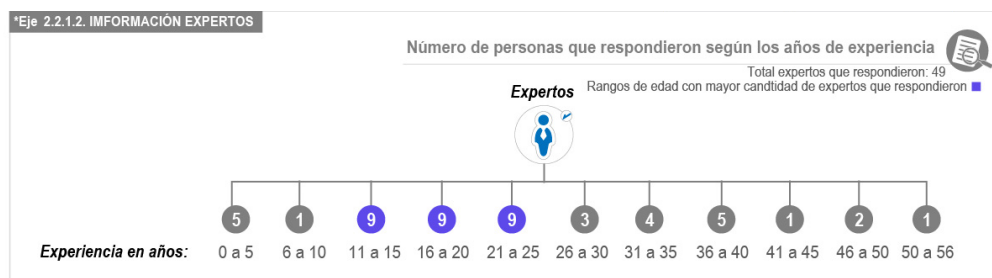 *Eje 2.2.1.2. IMFORMACIÓN EXPERTOS
Número de personas que respondieron según los años de experiencia
Total expertos que respondieron: 49
Rangos de edad con mayor candtidad de expertos que respondieron
Expertos
5 1 9 9 9 3 4 5 1 2 1
Experiencia en años: 0 a 5 6 a 10 11 a 15 16 a 20 21 a 25 26 a 30 31 a 35 36 a 40 41 a 45 46 a 50 50 a 56